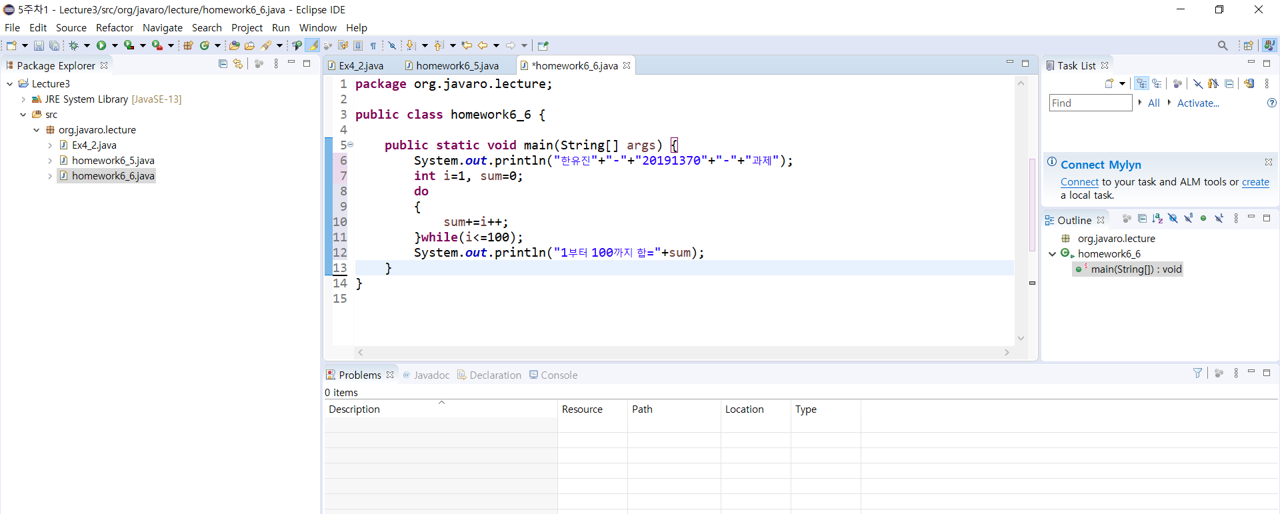 5주차1 - Lecture3/src/org/javaro/lecture/homework6_6.java - Eclipse IDE
File Edit Source Refactor Navigate Search Project Run Window Help
Package Explorer
Lecture3
JRE System Library [JavaSE-13]
src
org.javaro.lecture
Ex4_2.java
homework6_5.java
homework6_6.java
Ex4_2.java homework6_5.java *homework6_6.java
1 package org.javaro.lecture;
2
3 public class homework6_6 {
4
5 public static void main(String[] args) {
6 System.out.println("한유진"+"-"+"20191370"+"-"+"과제");
7 int i=1, sum=0;
8 do
9 {
10 sum+=i++;
11 }while(i<=100);
12 System.out.println("1부터 100까지 합="+sum);
13 }
14 }
15
Task List
Find All Activate...
Connect Mylyn
Connect to your task and ALM tools or create
a local task.
Outline
org.javaro.lecture
homework6_6
main(String[]) : void
Problems Javadoc Declaration Console
0 items
Description Resource Path Location Type